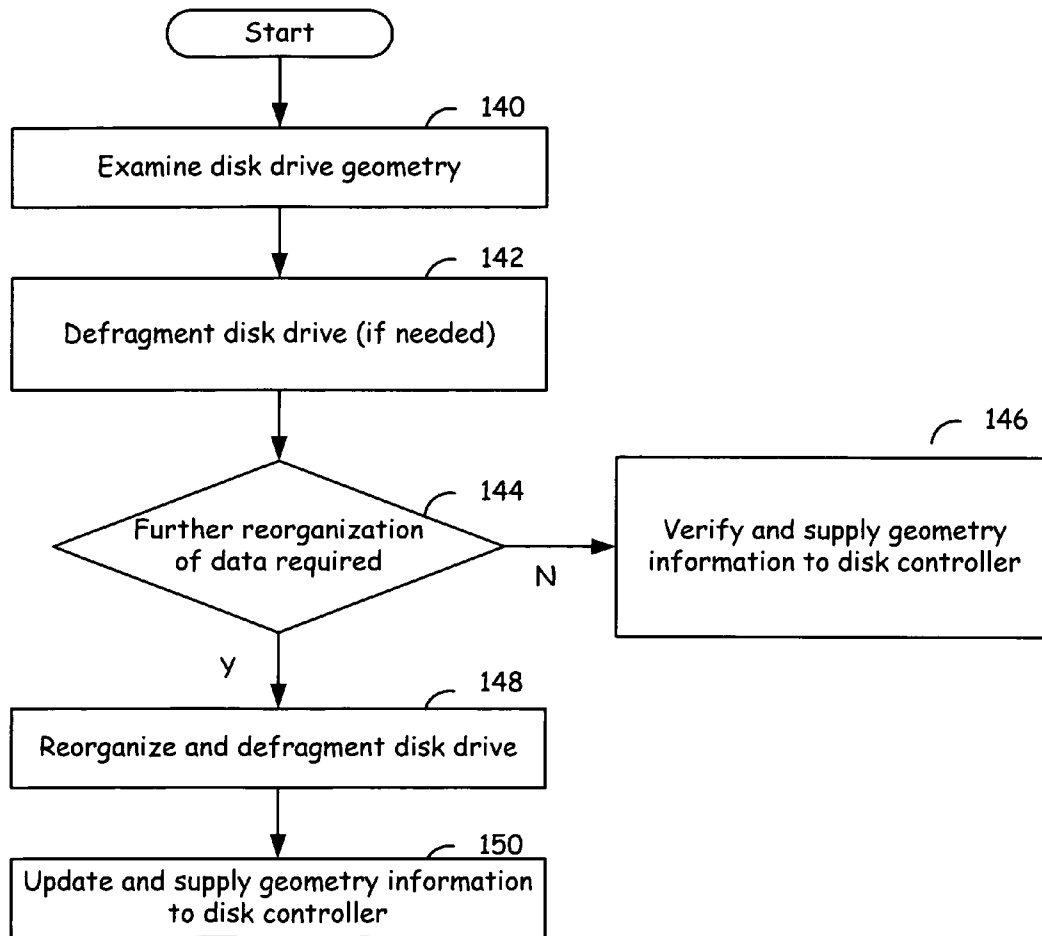 Start
140
Examine disk drive geometry
142
Defragment disk drive (if needed)
144
Further reorganization
of data required
N
146
Verify and supply geometry
information to disk controller
Y
148
Reorganize and defragment disk drive
150
Update and supply geometry information
to disk controller